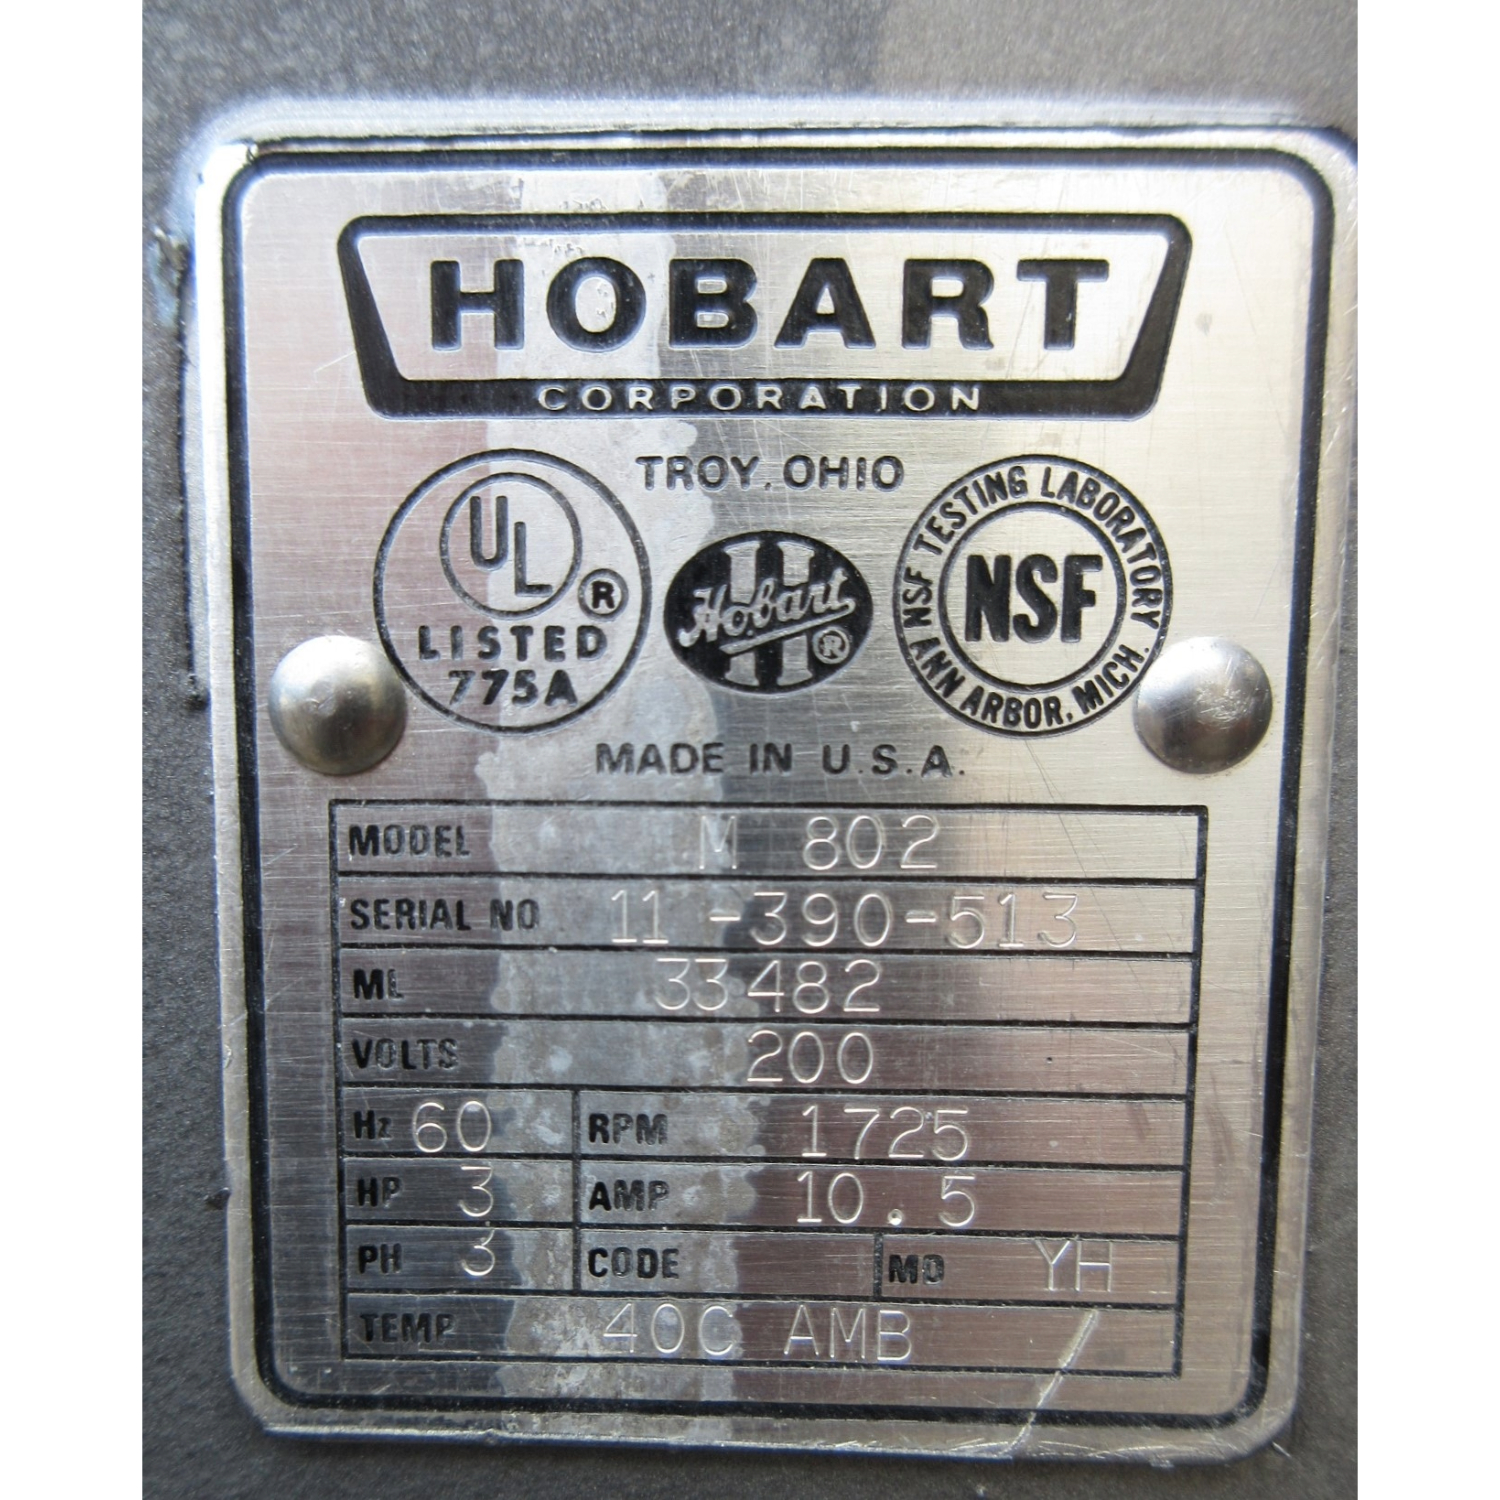 HOBART
CORPORATION
TROY, OHIO
UL
®
LISTED
775A
H
Hobart
®
NSF TESTING LABORATORY
NSF
ANN ARBOR, MICH.
MADE IN U.S.A.
MODEL M 802
SERIAL NO 11-390-513
ML 33482
VOLTS 200
Hz 60 RPM 1725
HP 3 AMP 10.5
PH 3 CODE MO YH
TEMP 40C AMB